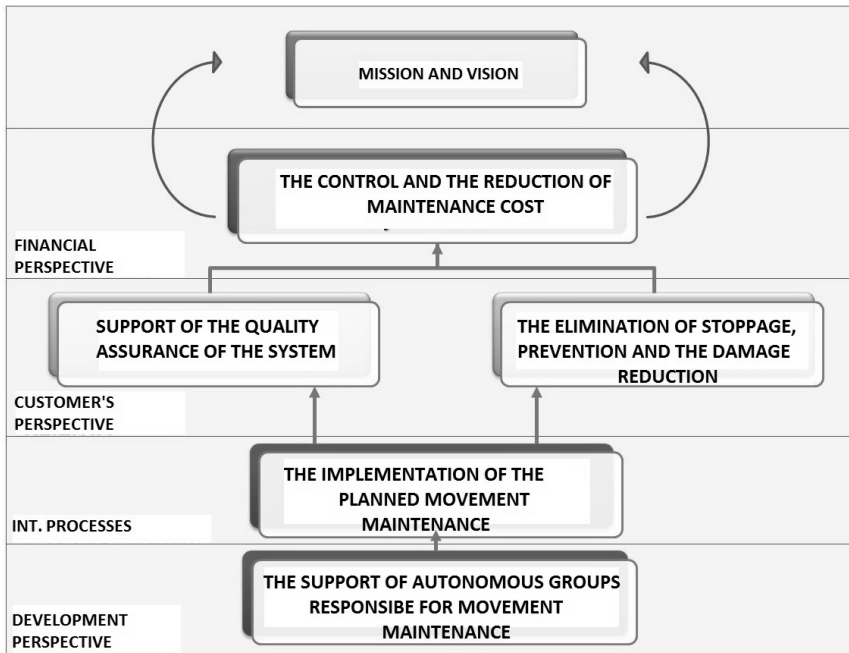 MISSION AND VISION
THE CONTROL AND THE REDUCTION OF
MAINTENANCE COST
FINANCIAL
PERSPECTIVE
SUPPORT OF THE QUALITY
ASSURANCE OF THE SYSTEM
THE ELIMINATION OF STOPPAGE,
PREVENTION AND THE DAMAGE
REDUCTION
CUSTOMER'S
PERSPECTIVE
THE IMPLEMENTATION OF THE
PLANNED MOVEMENT
MAINTENANCE
INT. PROCESSES
THE SUPPORT OF AUTONOMOUS GROUPS
RESPONSIBE FOR MOVEMENT
MAINTENANCE
DEVELOPMENT
PERSPECTIVE